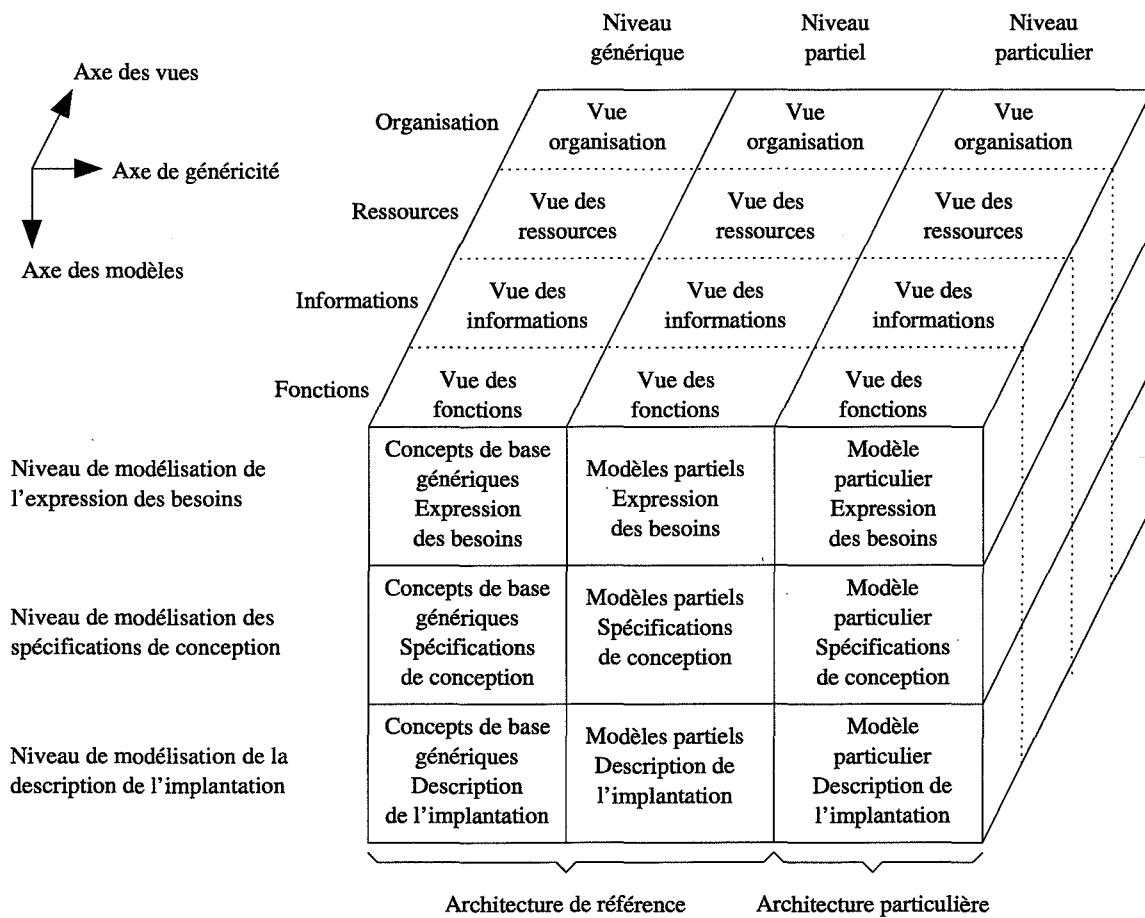 Niveau générique
Niveau partiel
Niveau particulier
Axe des vues
Axe de généricité
Axe des modèles
Organisation
Vue organisation
Vue organisation
Vue organisation
Ressources
Vue des ressources
Vue des ressources
Vue des ressources
Informations
Vue des informations
Vue des informations
Vue des informations
Fonctions
Vue des fonctions
Vue des fonctions
Vue des fonctions
Niveau de modélisation de
l'expression des besoins
Concepts de base
génériques
Expression
des besoins
Modèles partiels
Expression
des besoins
Modèle
particulier
Expression
des besoins
Niveau de modélisation des
spécifications de conception
Concepts de base
génériques
Spécifications
de conception
Modèles partiels
Spécifications
de conception
Modèle
particulier
Spécifications
de conception
Niveau de modélisation de la
description de l'implantation
Concepts de base
génériques
Description
de l'implantation
Modèles partiels
Description de
l'implantation
Modèle
particulier
Description de
l'implantation
Architecture de référence
Architecture particulière